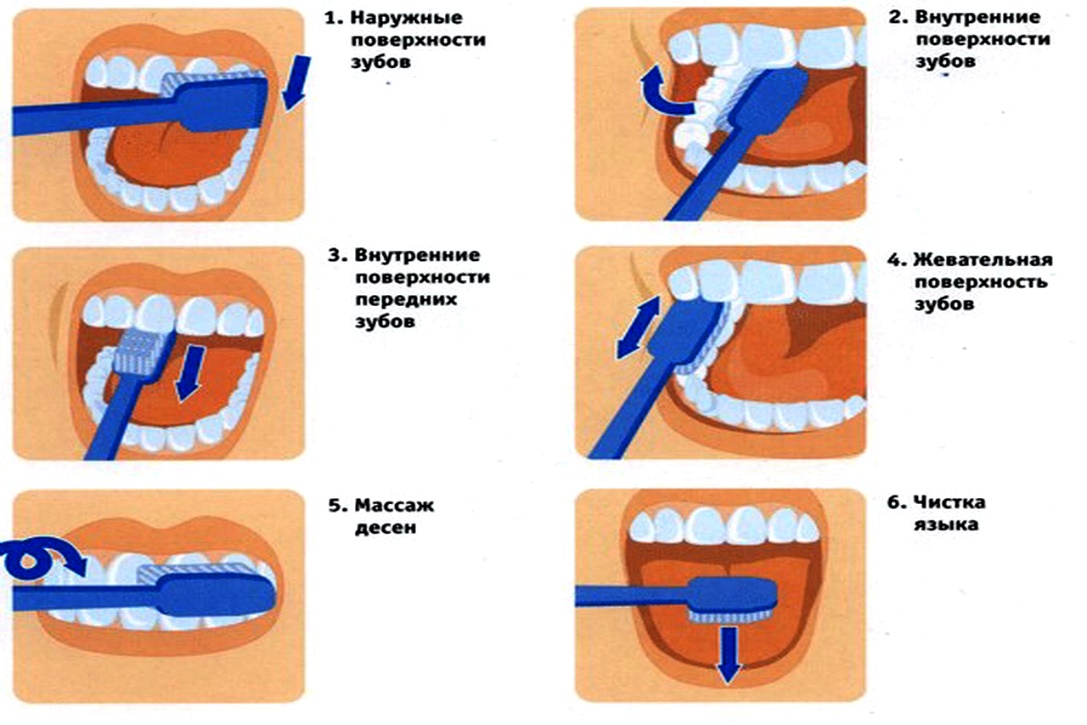 1. Наружные
поверхности
зубов
2. Внутренние
поверхности
зубов
3. Внутренние
поверхности
передних
зубов
4. Жевательная
поверхность
зубов
5. Массаж
десен
6. Чистка
языка